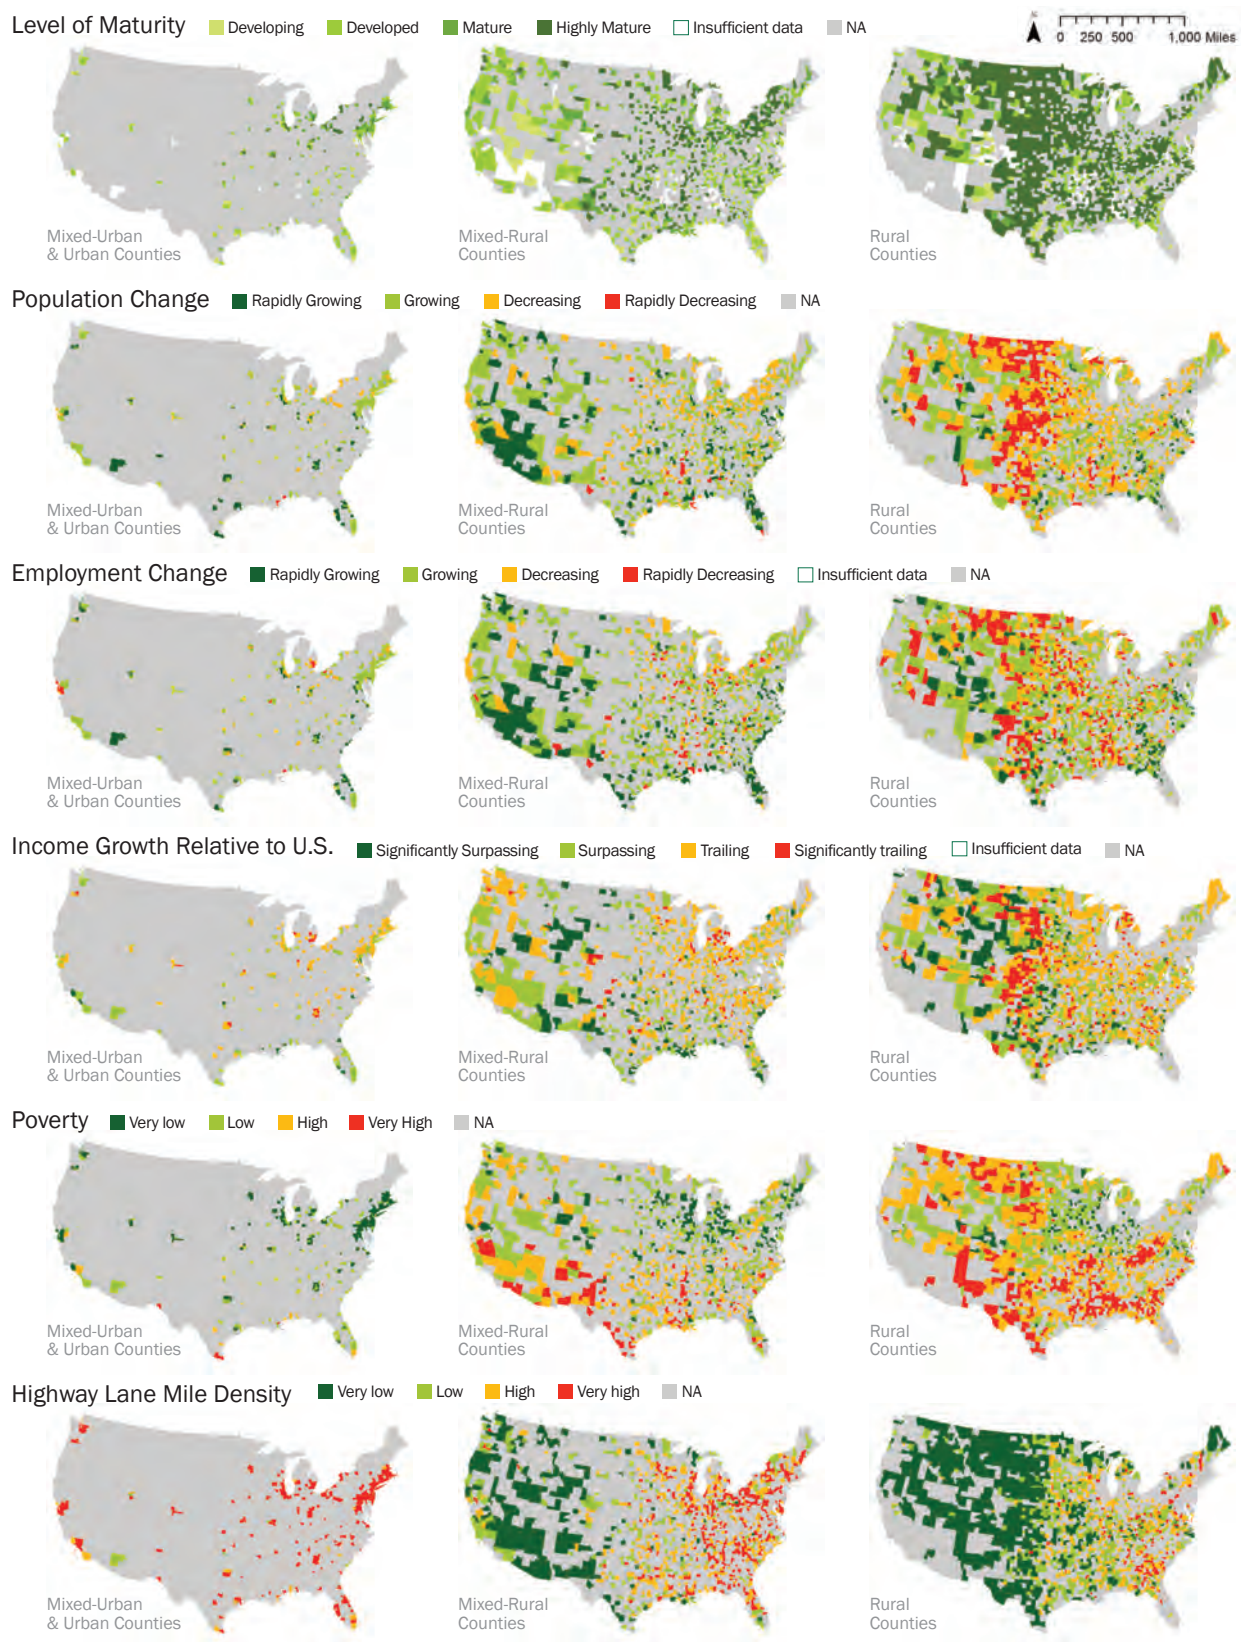 Level of Maturity Developing Developed Mature Highly Mature Insufficient data NA
0 250 500 1,000 Miles
Mixed-Urban & Urban Counties
Mixed-Rural Counties
Rural Counties
Population Change Rapidly Growing Growing Decreasing Rapidly Decreasing NA
Mixed-Urban & Urban Counties
Mixed-Rural Counties
Rural Counties
Employment Change Rapidly Growing Growing Decreasing Rapidly Decreasing Insufficient data NA
Mixed-Urban & Urban Counties
Mixed-Rural Counties
Rural Counties
Income Growth Relative to U.S. Significantly Surpassing Surpassing Trailing Significantly trailing Insufficient data NA
Mixed-Urban & Urban Counties
Mixed-Rural Counties
Rural Counties
Poverty Very low Low High Very High NA
Mixed-Urban & Urban Counties
Mixed-Rural Counties
Rural Counties
Highway Lane Mile Density Very low Low High Very high NA
Mixed-Urban & Urban Counties
Mixed-Rural Counties
Rural Counties